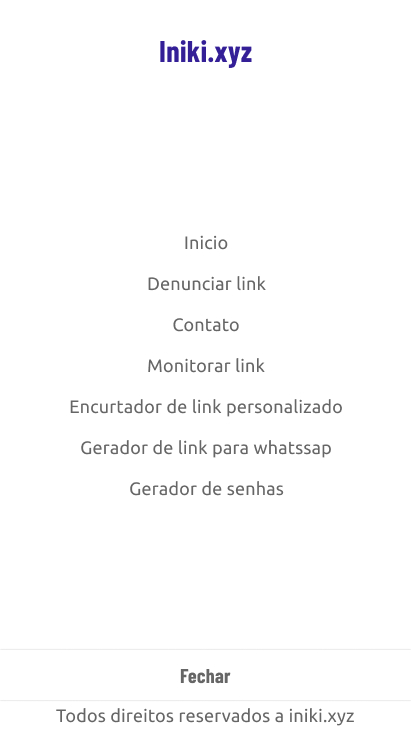 Iniki.xyz
Inicio
Denunciar link
Contato
Monitorar link
Encurtador de link personalizado
Gerador de link para whatssap
Gerador de senhas
Fechar
Todos direitos reservados a iniki.xyz